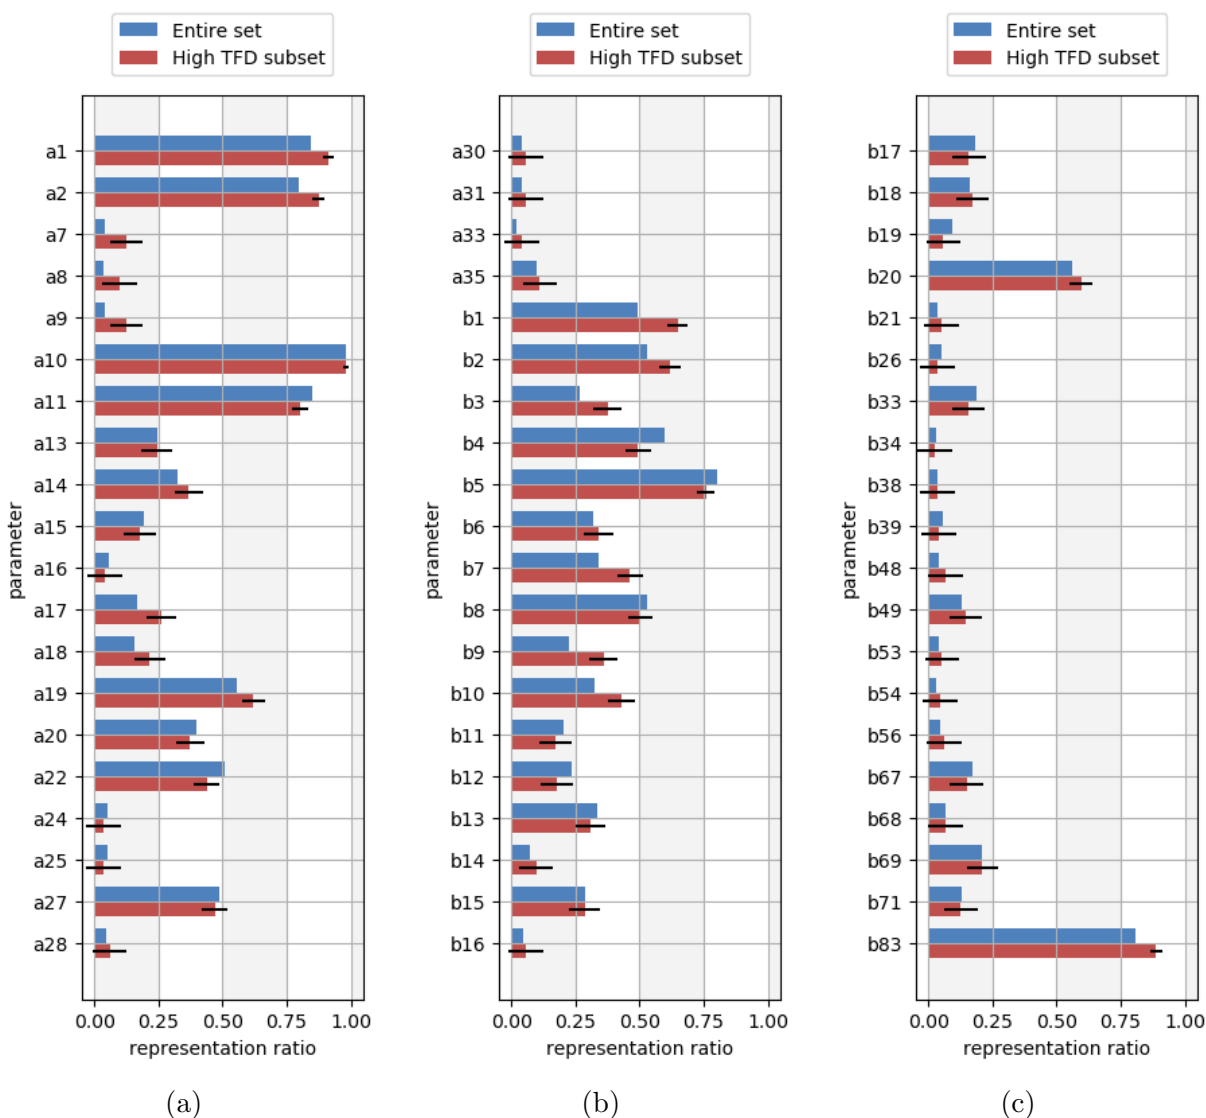 Entire set
High TFD subset
a1
a2
a7
a8
a9
a10
a11
a13
a14
a15
a16
a17
a18
a19
a20
a22
a24
a25
a27
a28
parameter
0.00 0.25 0.50 0.75 1.00
representation ratio
(a)
Entire set
High TFD subset
a30
a31
a33
a35
b1
b2
b3
b4
b5
b6
b7
b8
b9
b10
b11
b12
b13
b14
b15
b16
parameter
0.00 0.25 0.50 0.75 1.00
representation ratio
(b)
Entire set
High TFD subset
b17
b18
b19
b20
b21
b26
b33
b34
b38
b39
b48
b49
b53
b54
b56
b67
b68
b69
b71
b83
parameter
0.00 0.25 0.50 0.75 1.00
representation ratio
(c)